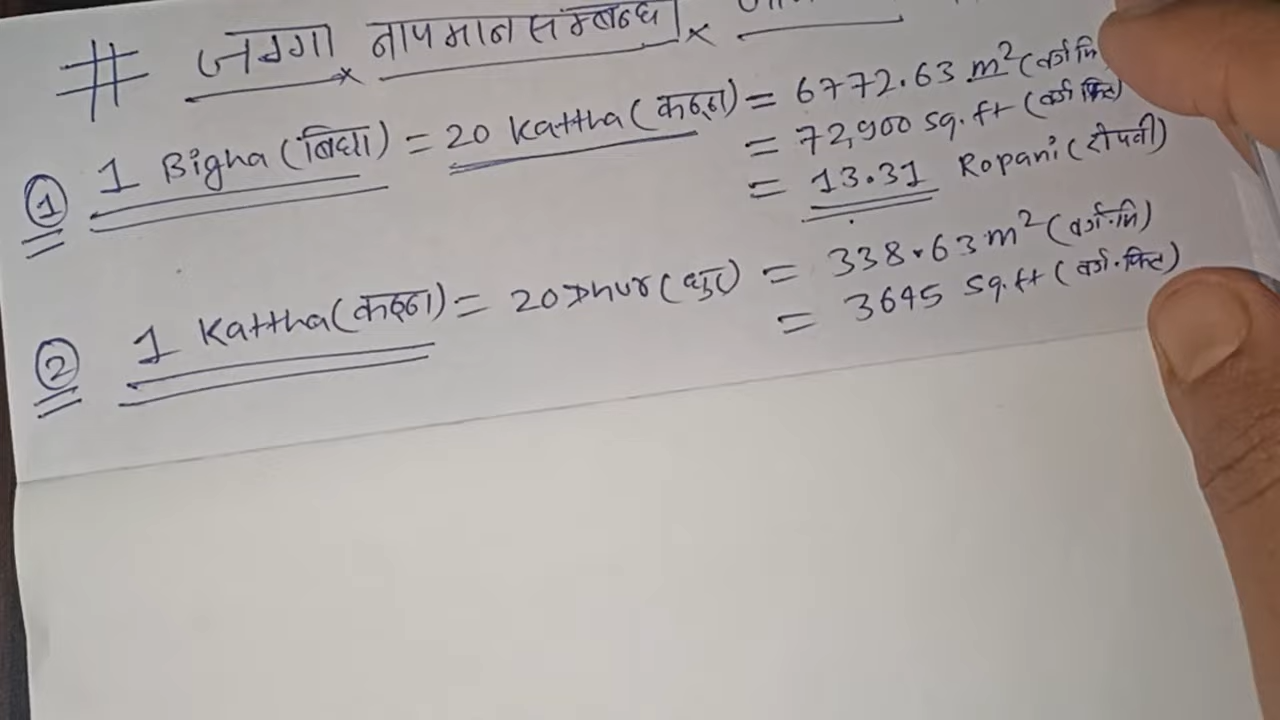 # जग्गा नापमान सम्बन्धी
① 1 Bigha (बिघा) = 20 Kattha (कठ्ठा) = 6772.63 m² (वर्ग मि
= 72,900 sq.ft (वर्ग फिट)
= 13.31 Ropani (रोपनी)
② 1 Kattha (कठ्ठा) = 20 Dhur (धुर) = 338.63 m² (वर्ग.मि)
= 3645 sq.ft (वर्ग.फिट)